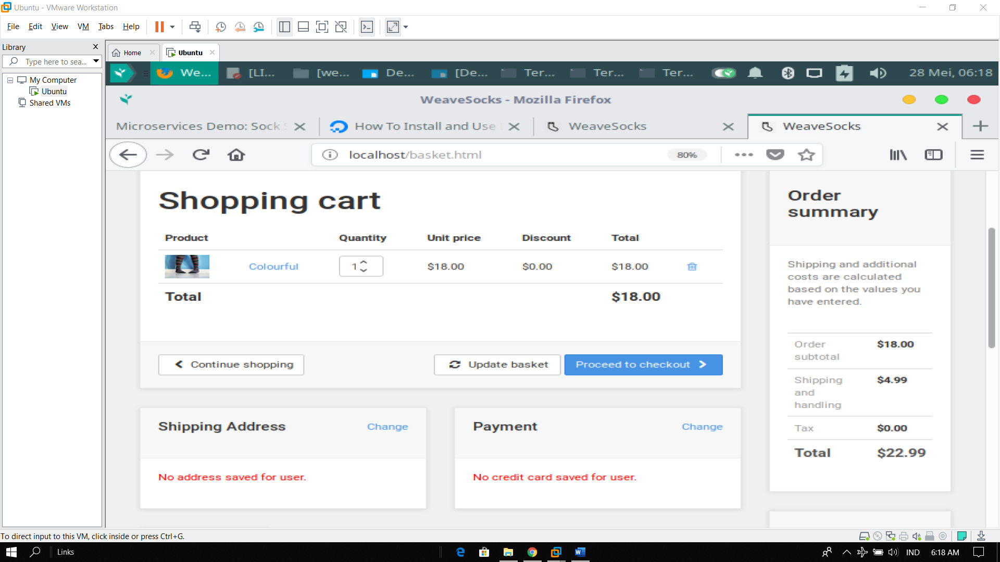 Ubuntu - VMware Workstation
File Edit View VM Tabs Help
Library
Type here to sea...
My Computer
Ubuntu
Shared VMs
Home
Ubuntu
We...
[LI...
[we...
De...
[De...
Ter...
Ter...
Ter...
28 Mei, 06:18
WeaveSocks - Mozilla Firefox
Microservices Demo: Sock S
How To Install and Use
WeaveSocks
WeaveSocks
localhost/basket.html
80%
Shopping cart
Product Quantity Unit price Discount Total
Colourful 1 $18.00 $0.00 $18.00
Total $18.00
Continue shopping
Update basket
Proceed to checkout
Shipping Address
Change
No address saved for user.
Payment
Change
No credit card saved for user.
Order
summary
Shipping and additional
costs are calculated
based on the values you
have entered.
Order
subtotal
$18.00
Shipping
and
handling
$4.99
Tax $0.00
Total $22.99
To direct input to this VM, click inside or press Ctrl+G.
Links
IND
6:18 AM